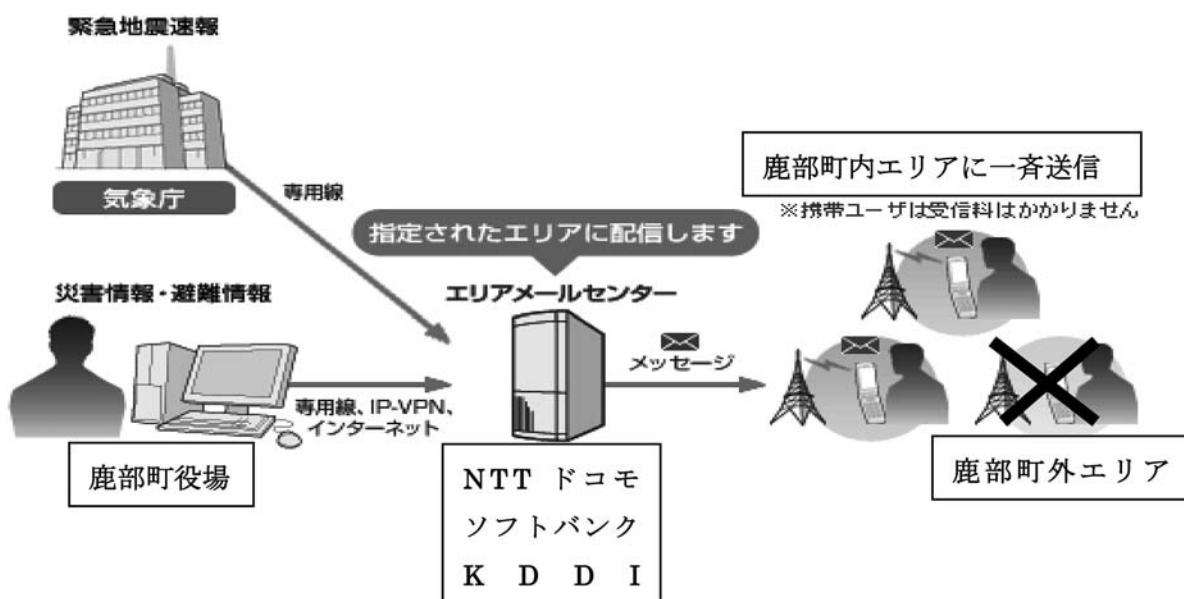 緊急地震速報
気象庁
専用線
指定されたエリアに配信します
災害情報・避難情報
専用線、IP-VPN、
インターネット
鹿部町役場
エリアメールセンター
NTT ドコモ
ソフトバンク
K D D I
メッセージ
鹿部町内エリアに一斉送信
※携帯ユーザは受信料はかかりません
鹿部町外エリア